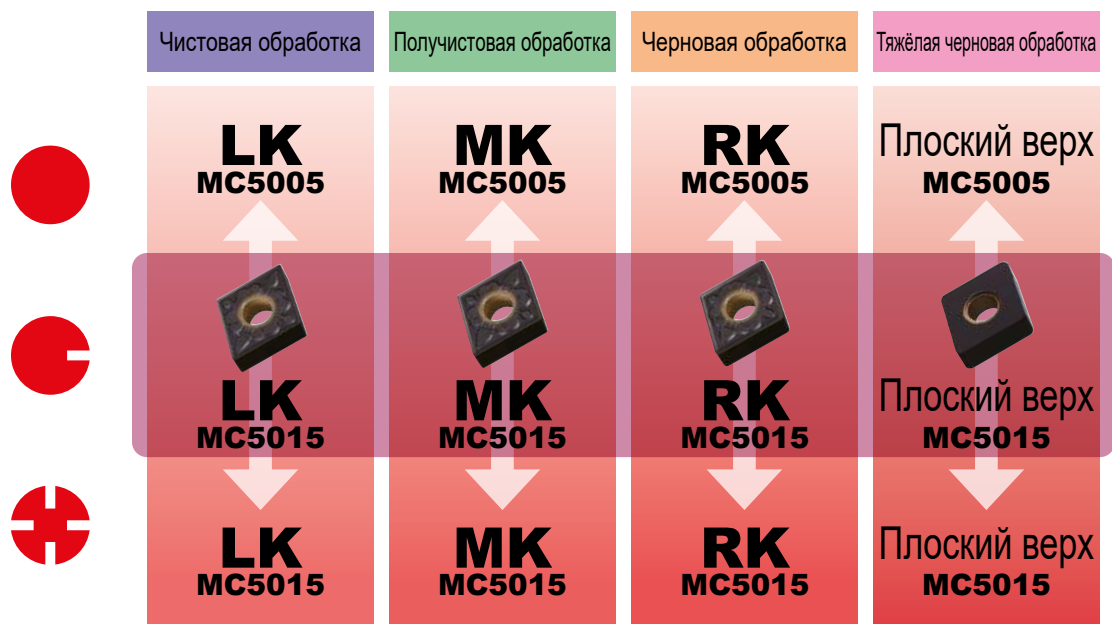 Чистовая обработка
Получистовая обработка
Черновая обработка
Тяжёлая черновая обработка
LK
MC5005
MK
MC5005
RK
MC5005
Плоский верх
MC5005
LK
MC5015
MK
MC5015
RK
MC5015
Плоский верх
MC5015
LK
MC5015
MK
MC5015
RK
MC5015
Плоский верх
MC5015